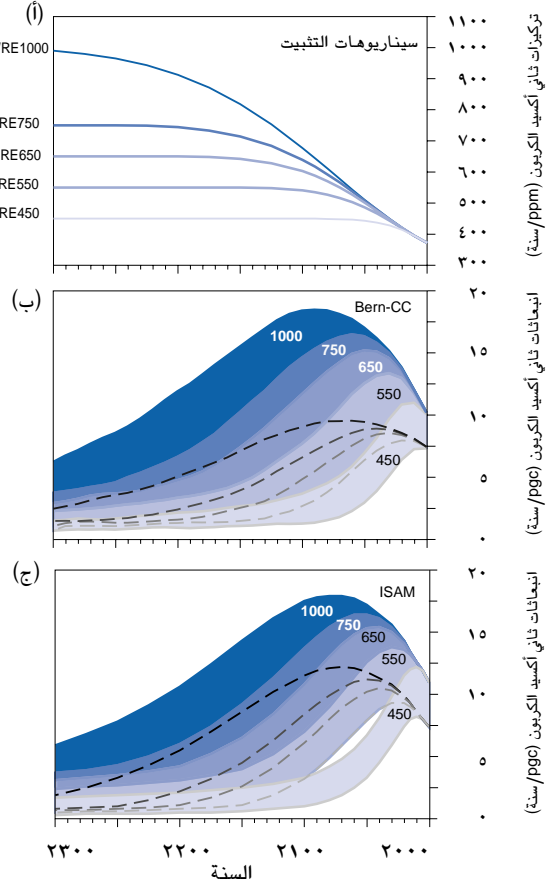 (أ)
سيناريوهات التثبيت
RE1000
RE750
RE650
RE550
RE450
١١٠٠
١٠٠٠
٩٠٠
٨٠٠
٧٠٠
٦٠٠
٥٠٠
٤٠٠
٣٠٠
تركيزات ثاني أكسيد الكربون (ppm/سنة)
(ب)
Bern-CC
1000
750
650
550
450
٢٠
١٥
١٠
٥
٠
انبعاثات ثاني أكسيد الكربون (pgc/سنة)
(ج)
ISAM
1000
750
650
550
450
٢٠
١٥
١٠
٥
٠
انبعاثات ثاني أكسيد الكربون (pgc/سنة)
٢٠٠٠ ٢١٠٠ ٢٢٠٠ ٢٣٠٠
السنة